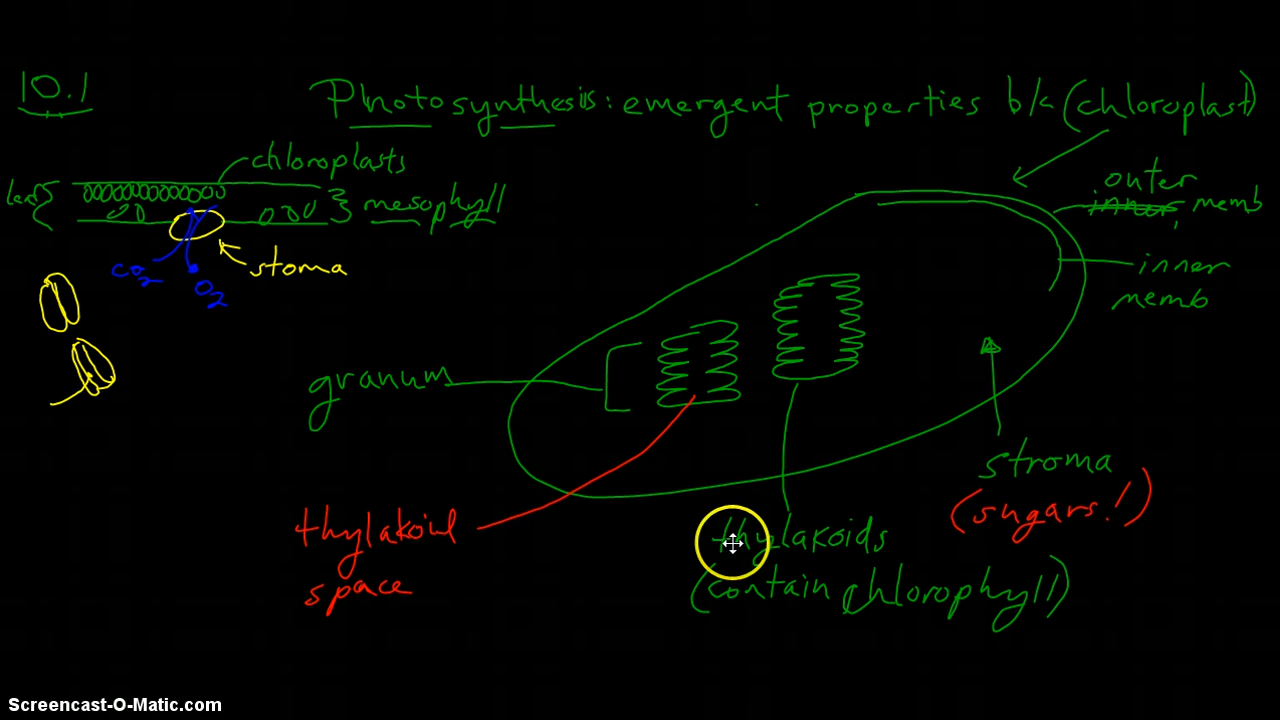 10.1
Photosynthesis: emergent properties b/c (chloroplast)
chloroplasts
leaf
mesophyll
CO2
O2
stoma
outer
inner memb
inner
memb
granum
thylakoid
space
thylakoids
(contain chlorophyll)
stroma
(sugars!)
Screencast-O-Matic.com